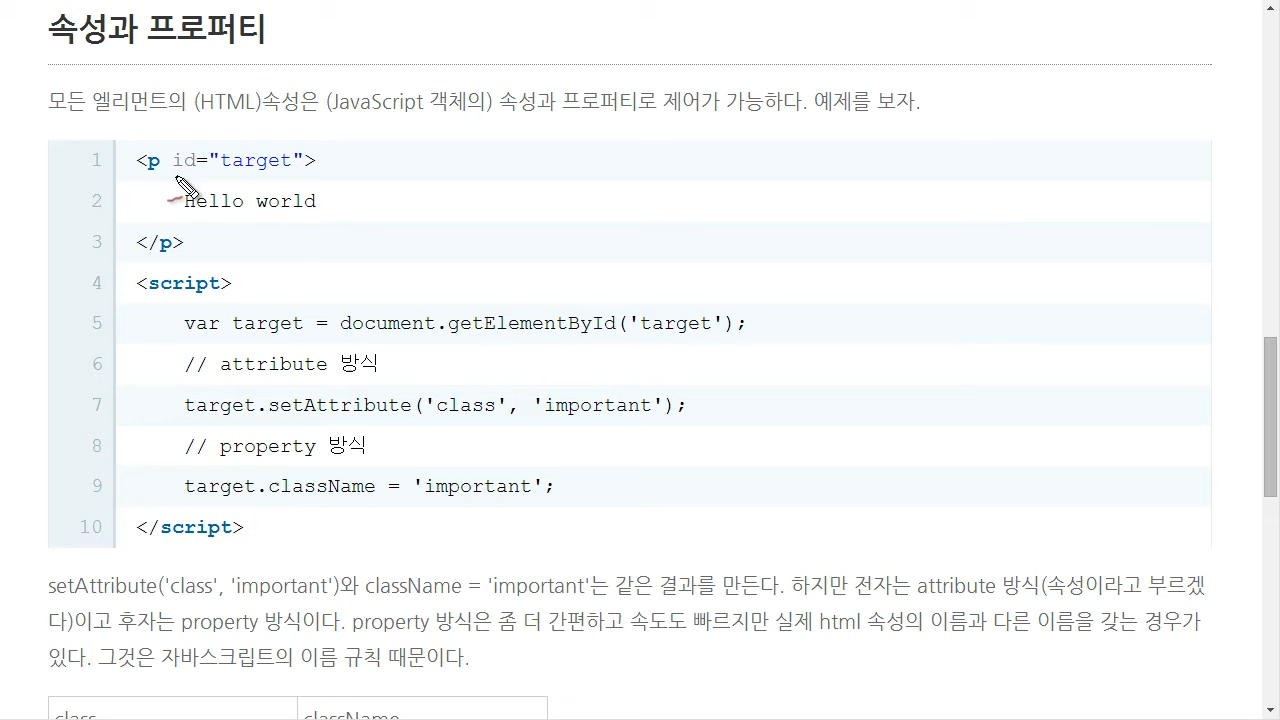 속성과 프로퍼티
모든 엘리먼트의 (HTML)속성은 (JavaScript 객체의) 속성과 프로퍼티로 제어가 가능하다. 예제를 보자.
1 <p id="target">
2 Hello world
3 </p>
4 <script>
5 var target = document.getElementById('target');
6 // attribute 방식
7 target.setAttribute('class', 'important');
8 // property 방식
9 target.className = 'important';
10 </script>
setAttribute('class', 'important')와 className = 'important'는 같은 결과를 만든다. 하지만 전자는 attribute 방식(속성이라고 부르겠
다)이고 후자는 property 방식이다. property 방식은 좀 더 간편하고 속도도 빠르지만 실제 html 속성의 이름과 다른 이름을 갖는 경우가
있다. 그것은 자바스크립트의 이름 규칙 때문이다.
class className